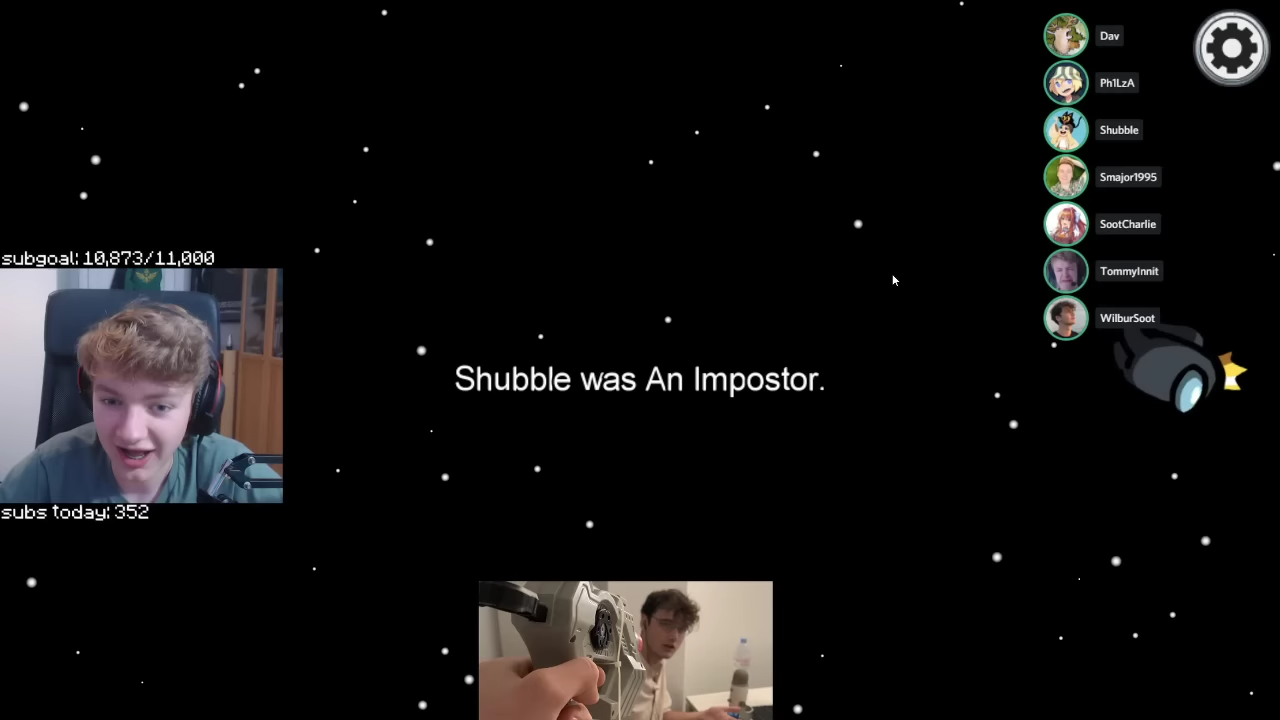 Dav
Ph1LzA
Shubble
Smajor1995
SootCharlie
TommyInnit
WilburSoot
subgoal: 10,873/11,000
Shubble was An Impostor.
subs today: 352